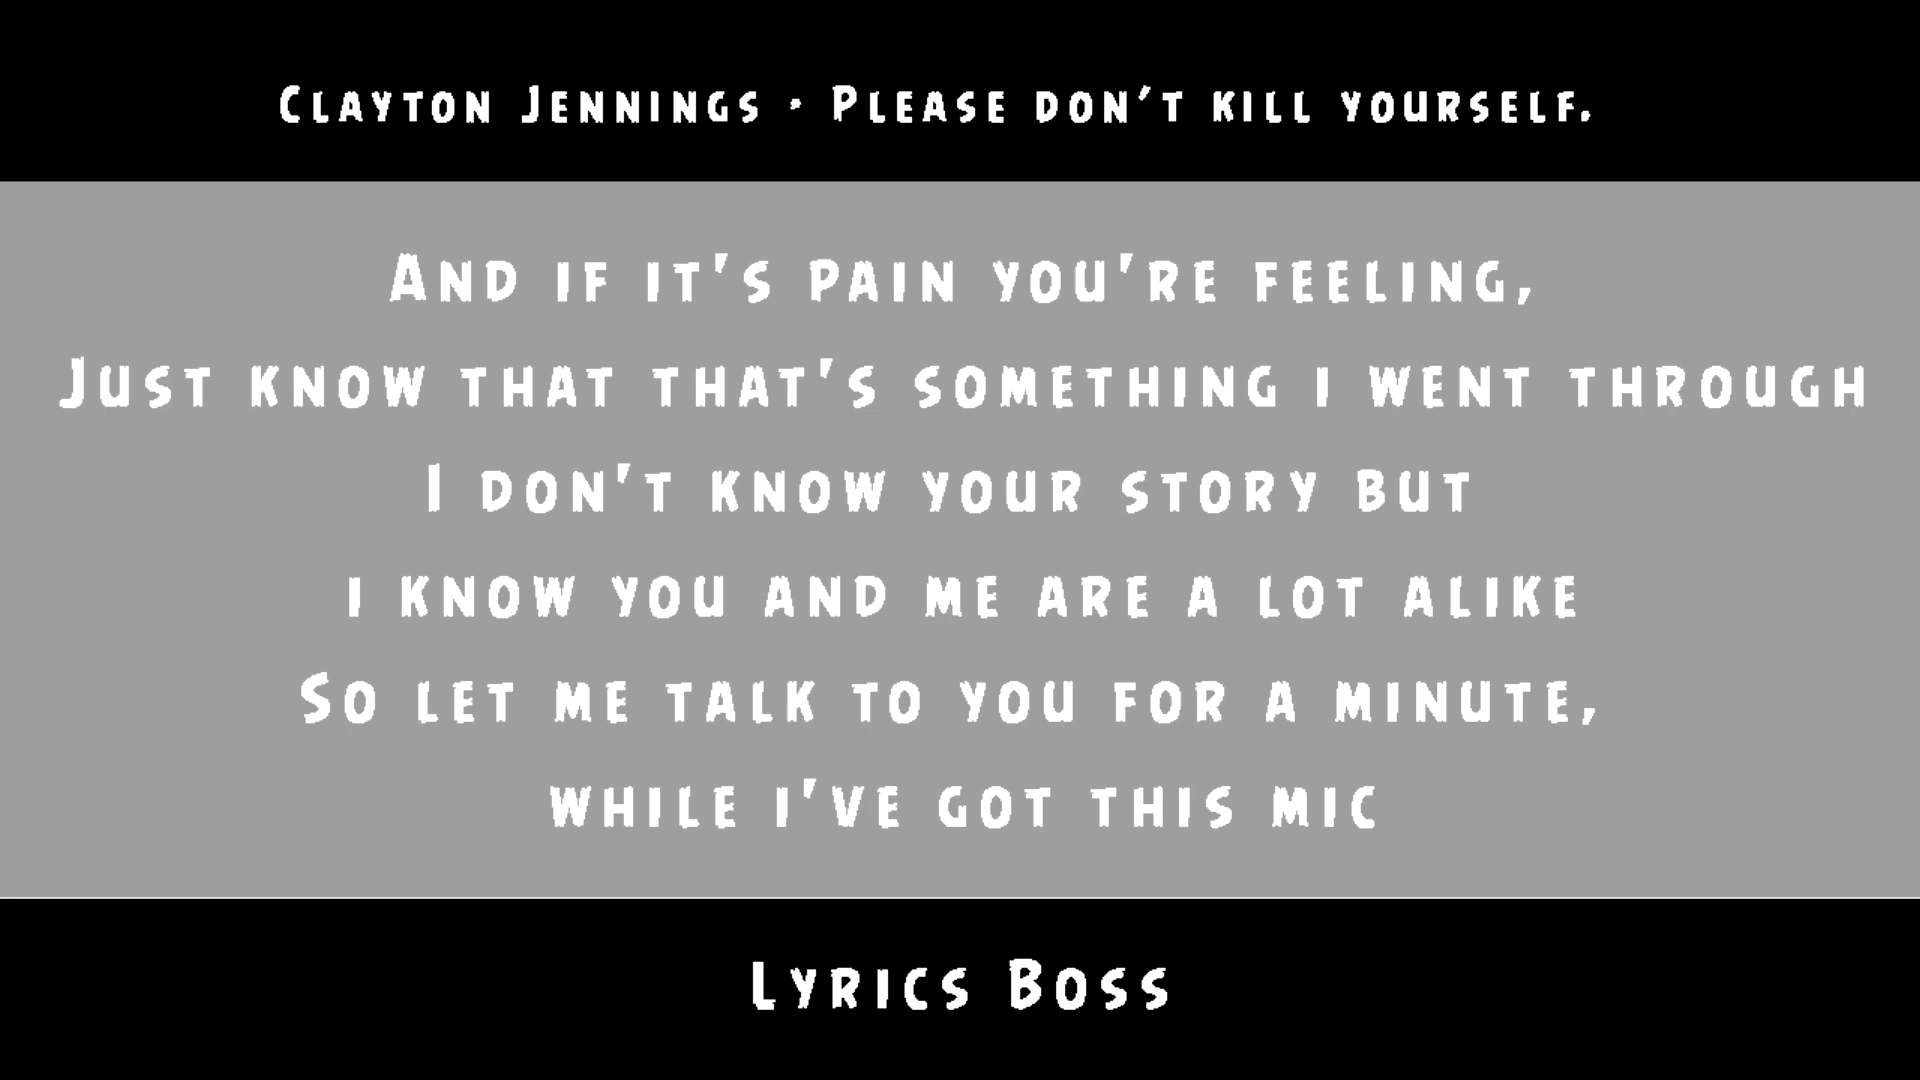 Clayton Jennings · Please don't kill yourself.
And if it's pain you're feeling,
Just know that that's something i went through
I don't know your story but
i know you and me are a lot alike
So let me talk to you for a minute,
while i've got this mic
Lyrics Boss